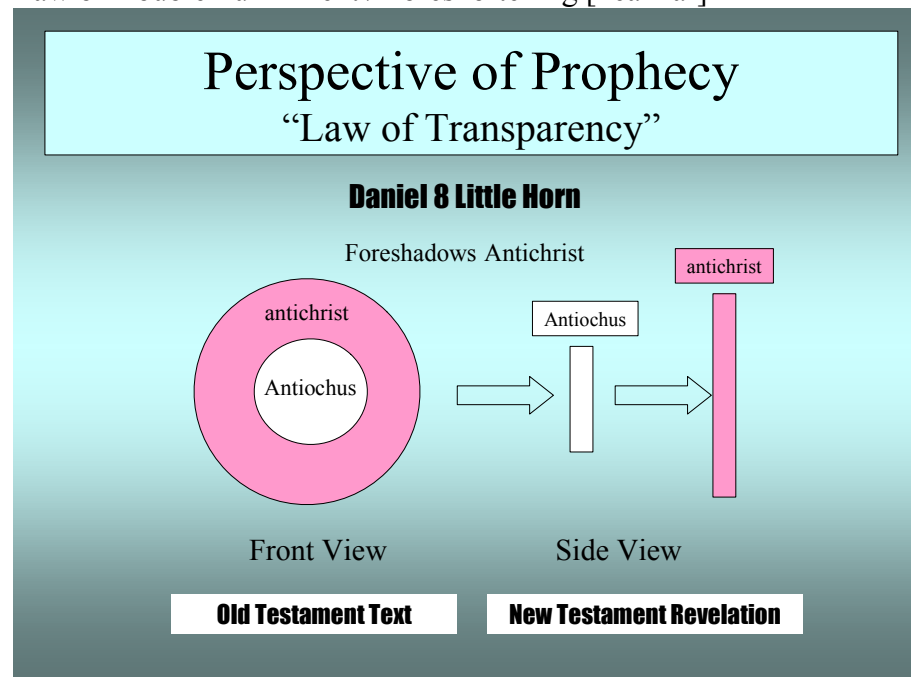 Perspective of Prophecy
“Law of Transparency”
Daniel 8 Little Horn
Foreshadows Antichrist
antichrist
antichrist
Antiochus
Antiochus
Front View
Side View
Old Testament Text
New Testament Revelation